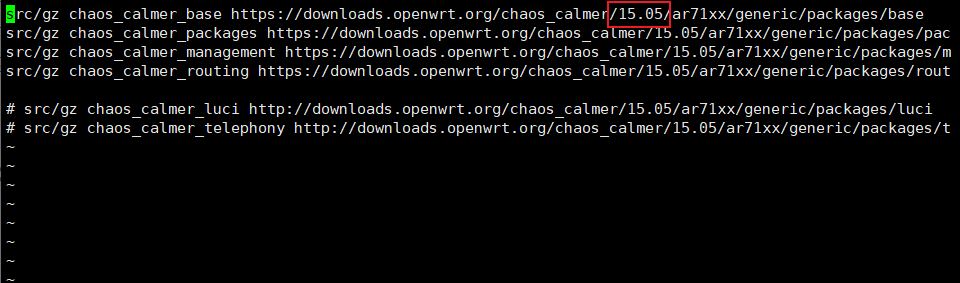 src/gz chaos_calmer_base https://downloads.openwrt.org/chaos_calmer/15.05/ar71xx/generic/packages/base
src/gz chaos_calmer_packages https://downloads.openwrt.org/chaos_calmer/15.05/ar71xx/generic/packages/pac
src/gz chaos_calmer_management https://downloads.openwrt.org/chaos_calmer/15.05/ar71xx/generic/packages/m
src/gz chaos_calmer_routing https://downloads.openwrt.org/chaos_calmer/15.05/ar71xx/generic/packages/rout
# src/gz chaos_calmer_luci http://downloads.openwrt.org/chaos_calmer/15.05/ar71xx/generic/packages/luci
# src/gz chaos_calmer_telephony http://downloads.openwrt.org/chaos_calmer/15.05/ar71xx/generic/packages/t
~
~
~
~
~
~
~
~